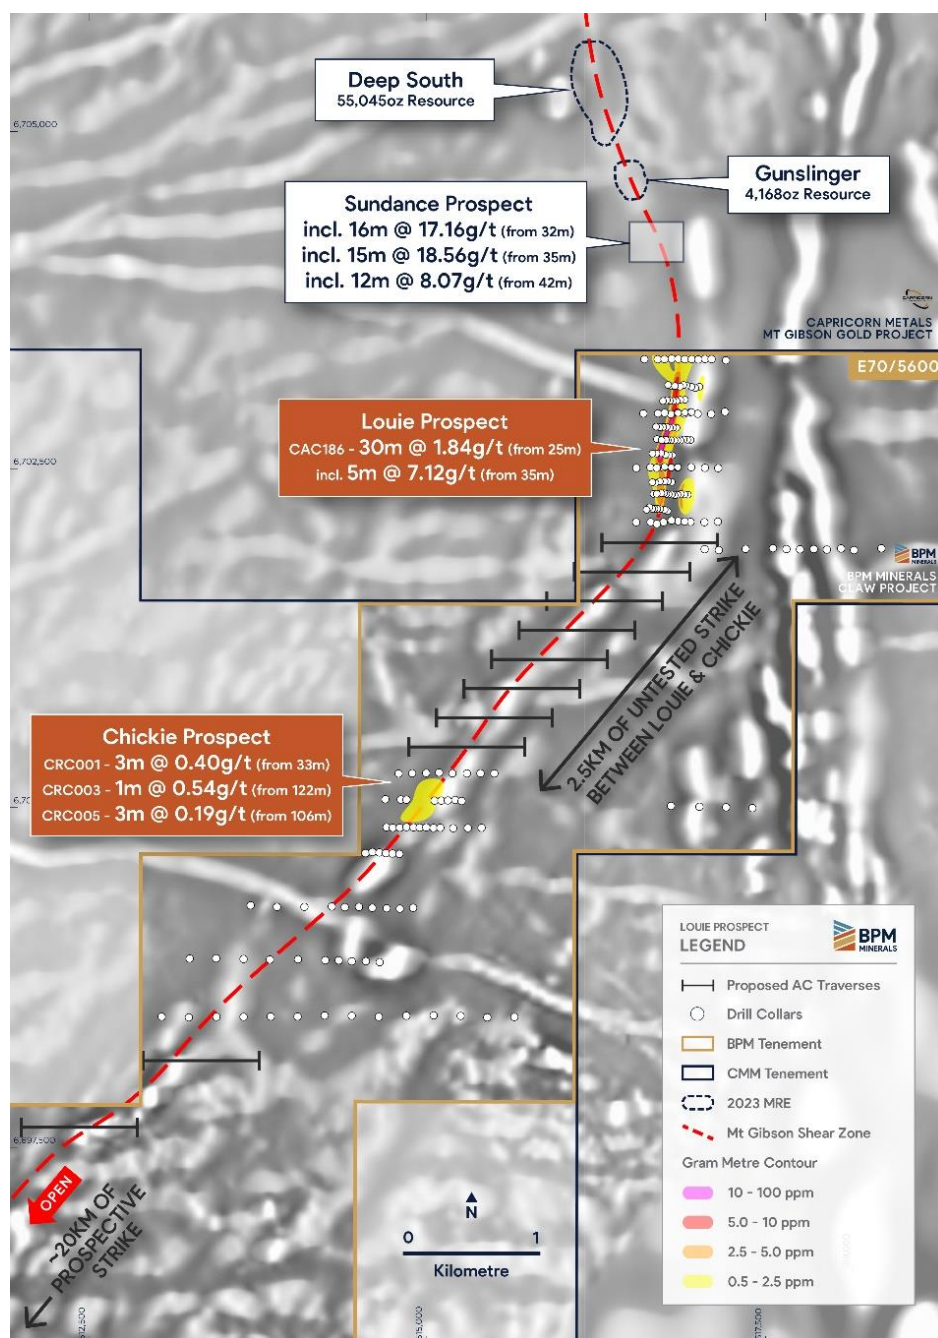 Deep South
55,045oz Resource
6,705,000
Gunslinger
4,168oz Resource
Sundance Prospect
incl. 16m @ 17.16g/t (from 32m)
incl. 15m @ 18.56g/t (from 35m)
incl. 12m @ 8.07g/t (from 42m)
CAPRICORN
CAPRICORN METALS
MT GIBSON GOLD PROJECT
E70/5600
Louie Prospect
CAC186 - 30m @ 1.84g/t (from 25m)
incl. 5m @ 7.12g/t (from 35m)
6,702,500
BPM
MINERALS
BPM MINERALS
CLAW PROJECT
2.5KM OF UNTESTED STRIKE
BETWEEN LOUIE & CHICKIE
Chickie Prospect
CRC001 - 3m @ 0.40g/t (from 33m)
CRC003 - 1m @ 0.54g/t (from 122m)
CRC005 - 3m @ 0.19g/t (from 106m)
LOUIE PROSPECT
LEGEND
BPM
MINERALS
Proposed AC Traverses
Drill Collars
BPM Tenement
CMM Tenement
2023 MRE
Mt Gibson Shear Zone
Gram Metre Contour
10 - 100 ppm
5.0 - 10 ppm
2.5 - 5.0 ppm
0.5 - 2.5 ppm
6,697,500
OPEN
~20KM OF
PROSPECTIVE
STRIKE
N
0 1
Kilometre